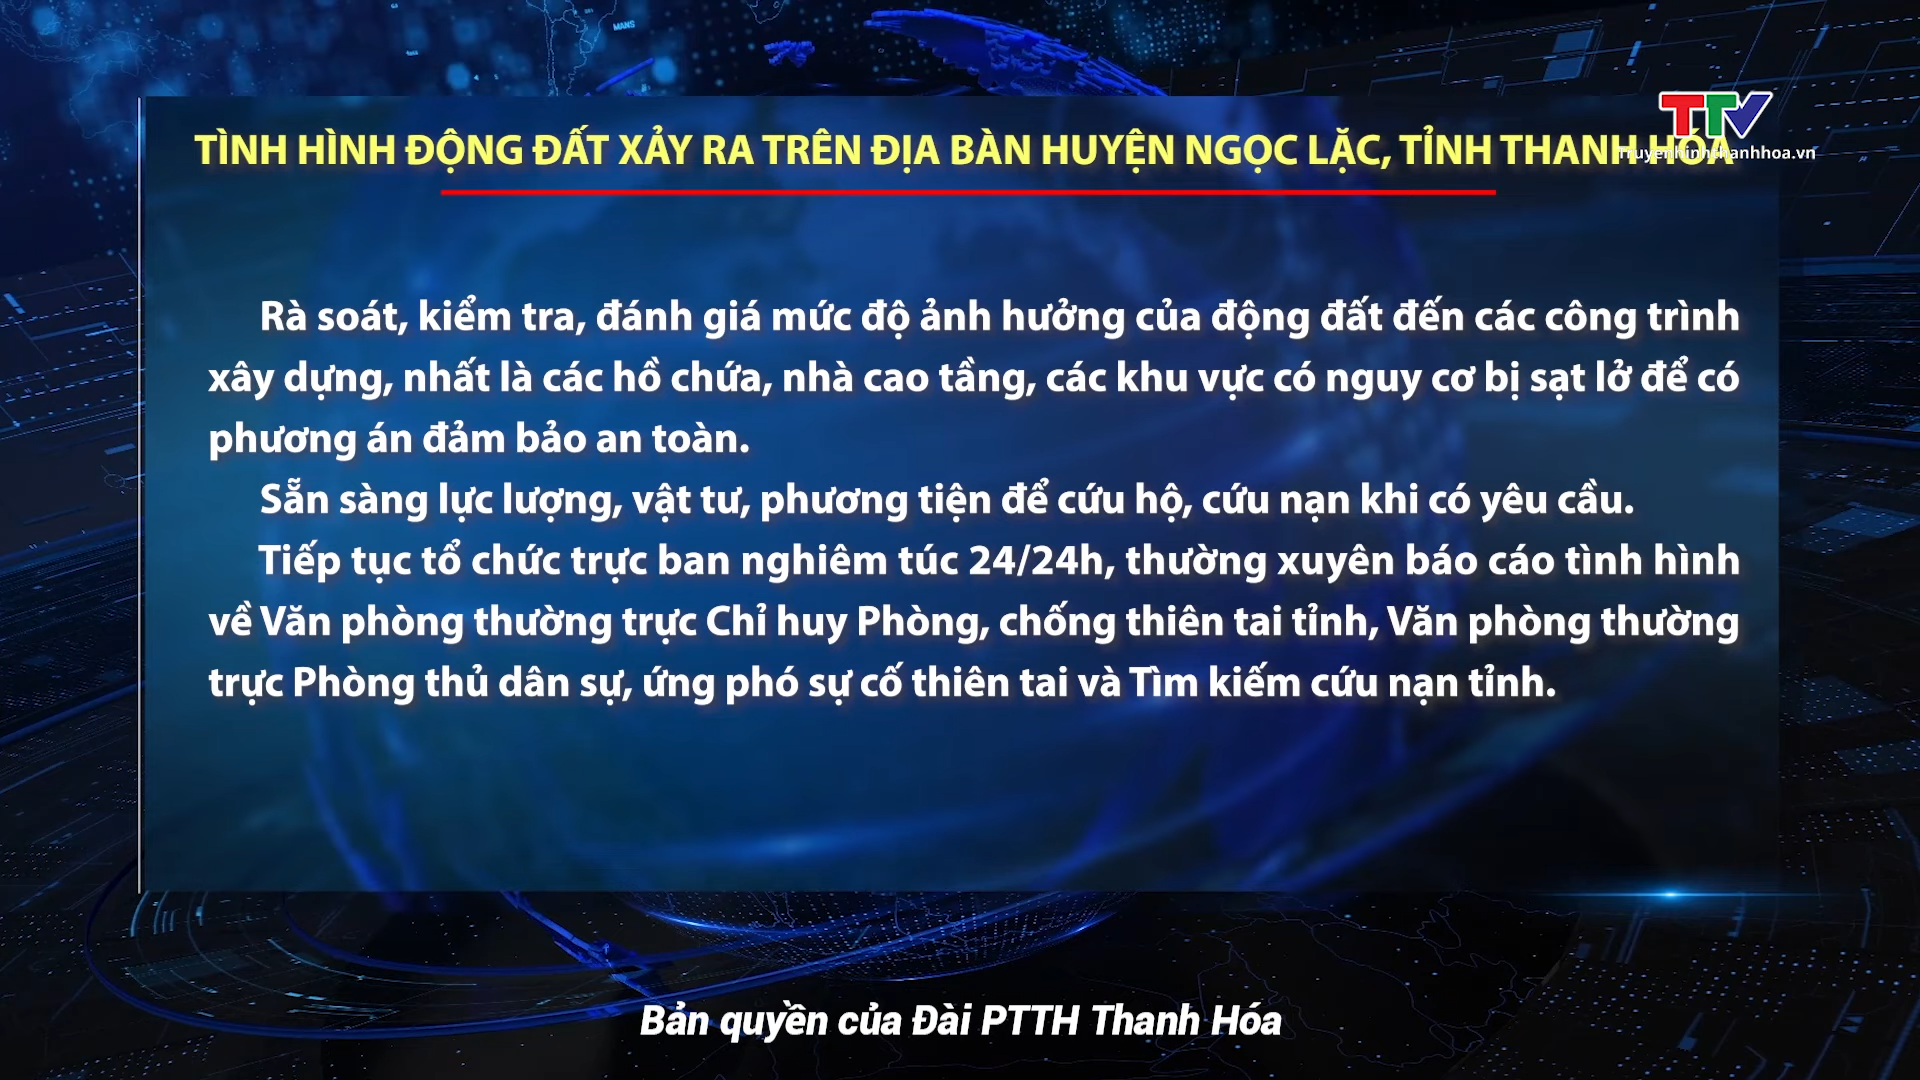 TTV
TÌNH HÌNH ĐỘNG ĐẤT XẢY RA TRÊN ĐỊA BÀN HUYỆN NGỌC LẶC, TỈNH THANH HÓA
Truyenhinhthanhhoa.vn
Rà soát, kiểm tra, đánh giá mức độ ảnh hưởng của động đất đến các công trình
xây dựng, nhất là các hồ chứa, nhà cao tầng, các khu vực có nguy cơ bị sạt lở để có
phương án đảm bảo an toàn.
Sẵn sàng lực lượng, vật tư, phương tiện để cứu hộ, cứu nạn khi có yêu cầu.
Tiếp tục tổ chức trực ban nghiêm túc 24/24h, thường xuyên báo cáo tình hình
về Văn phòng thường trực Chỉ huy Phòng, chống thiên tai tỉnh, Văn phòng thường
trực Phòng thủ dân sự, ứng phó sự cố thiên tai và Tìm kiếm cứu nạn tỉnh.
Bản quyền của Đài PTTH Thanh Hóa